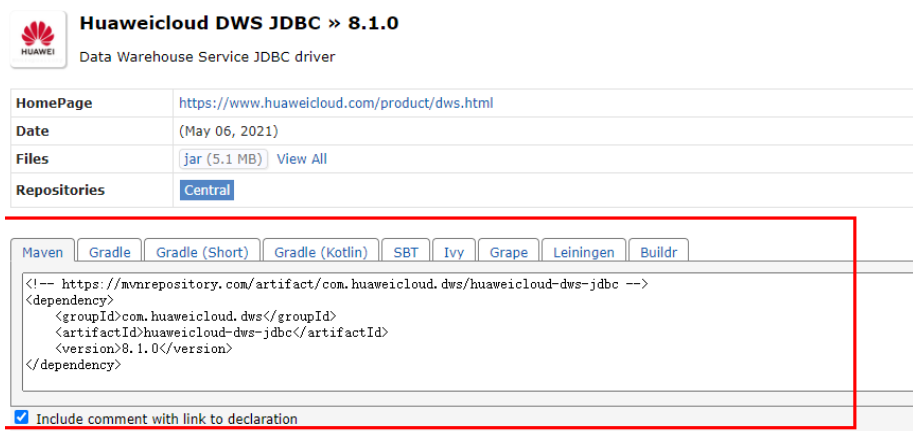 Huaweicloud DWS JDBC » 8.1.0
HUAWEI
Data Warehouse Service JDBC driver
HomePage https://www.huaweicloud.com/product/dws.html
Date (May 06, 2021)
Files jar (5.1 MB) View All
Repositories Central
Maven Gradle Gradle (Short) Gradle (Kotlin) SBT Ivy Grape Leiningen Buildr
<!-- https://mvnrepository.com/artifact/com.huaweicloud.dws/huaweicloud-dws-jdbc -->
<dependency>
    <groupId>com.huaweicloud.dws</groupId>
    <artifactId>huaweicloud-dws-jdbc</artifactId>
    <version>8.1.0</version>
</dependency>
Include comment with link to declaration